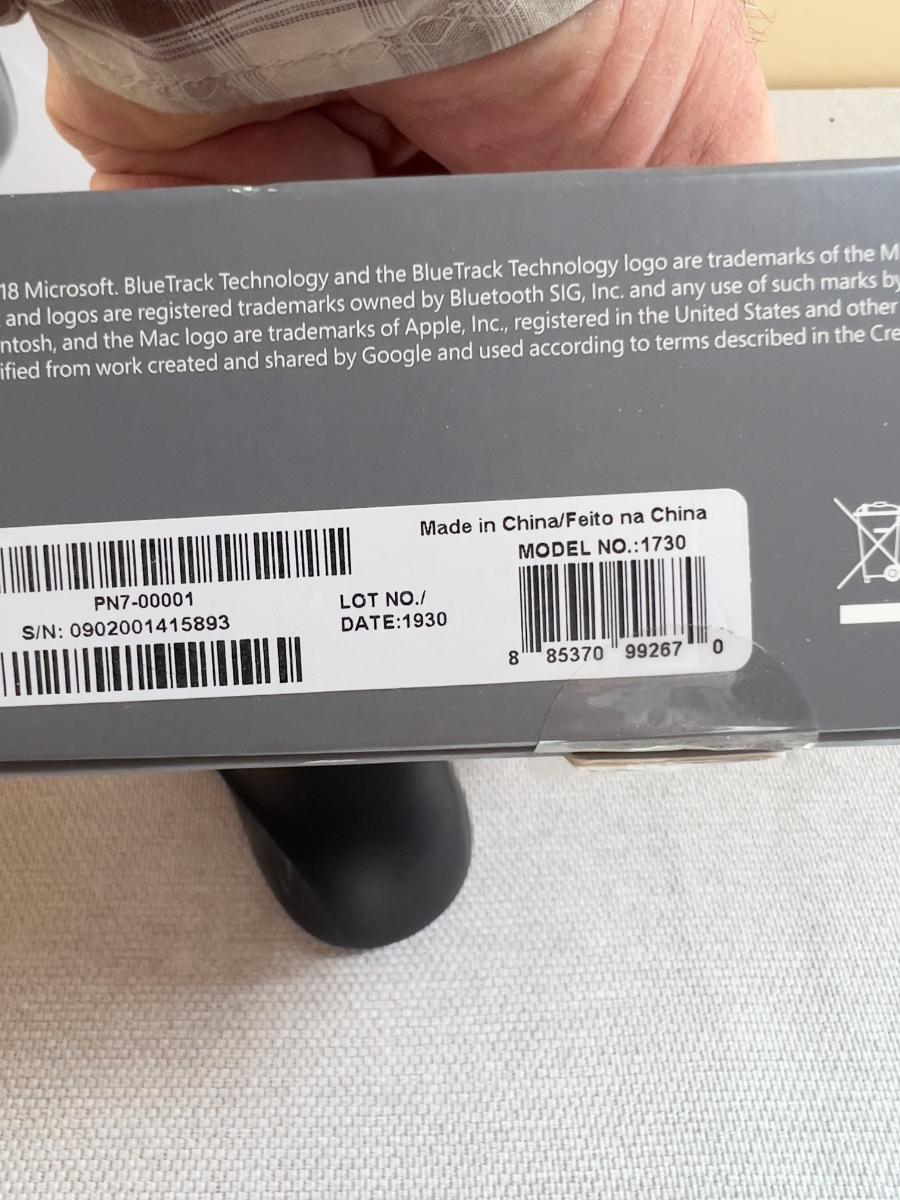 18 Microsoft. BlueTrack Technology and the BlueTrack Technology logo are trademarks of the M
and logos are registered trademarks owned by Bluetooth SIG, Inc. and any use of such marks by
ntosh, and the Mac logo are trademarks of Apple, Inc., registered in the United States and other
ified from work created and shared by Google and used according to terms described in the Cre
Made in China/Feito na China
MODEL NO.:1730
PN7-00001
S/N: 0902001415893
LOT NO./
DATE:1930
8 85370 99267 0